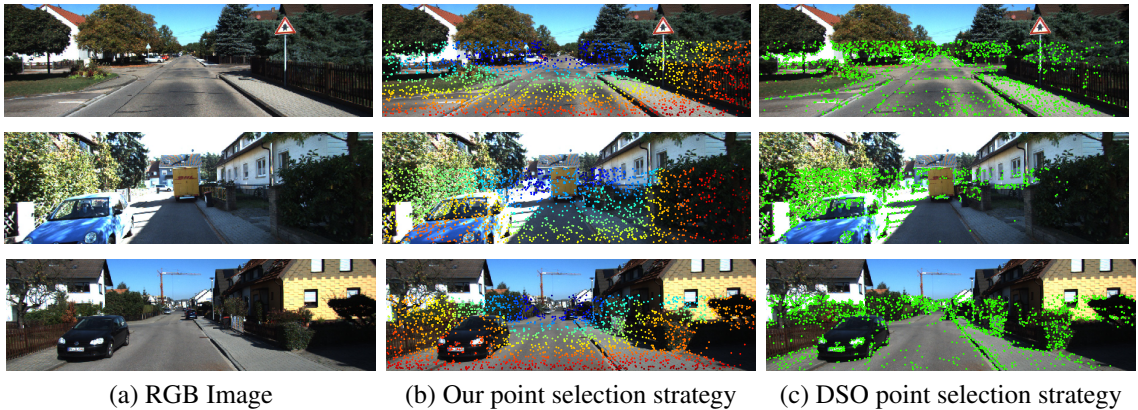 (a) RGB Image
(b) Our point selection strategy
(c) DSO point selection strategy